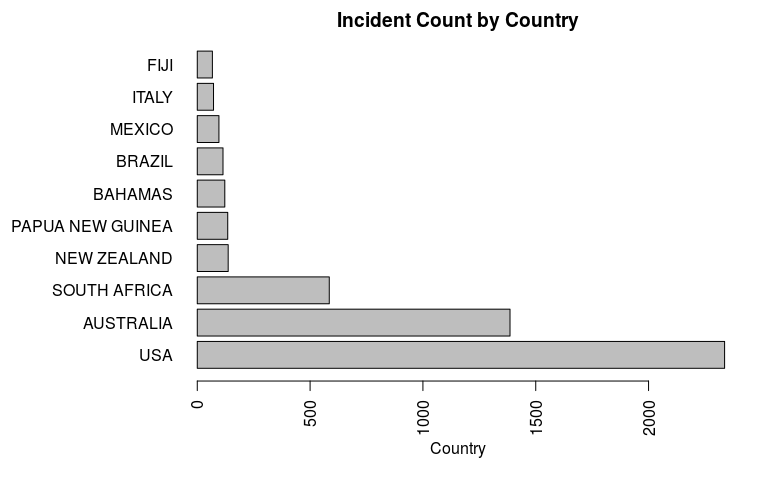 Incident Count by Country
FIJI
ITALY
MEXICO
BRAZIL
BAHAMAS
PAPUA NEW GUINEA
NEW ZEALAND
SOUTH AFRICA
AUSTRALIA
USA
0 500 1000 1500 2000
Country